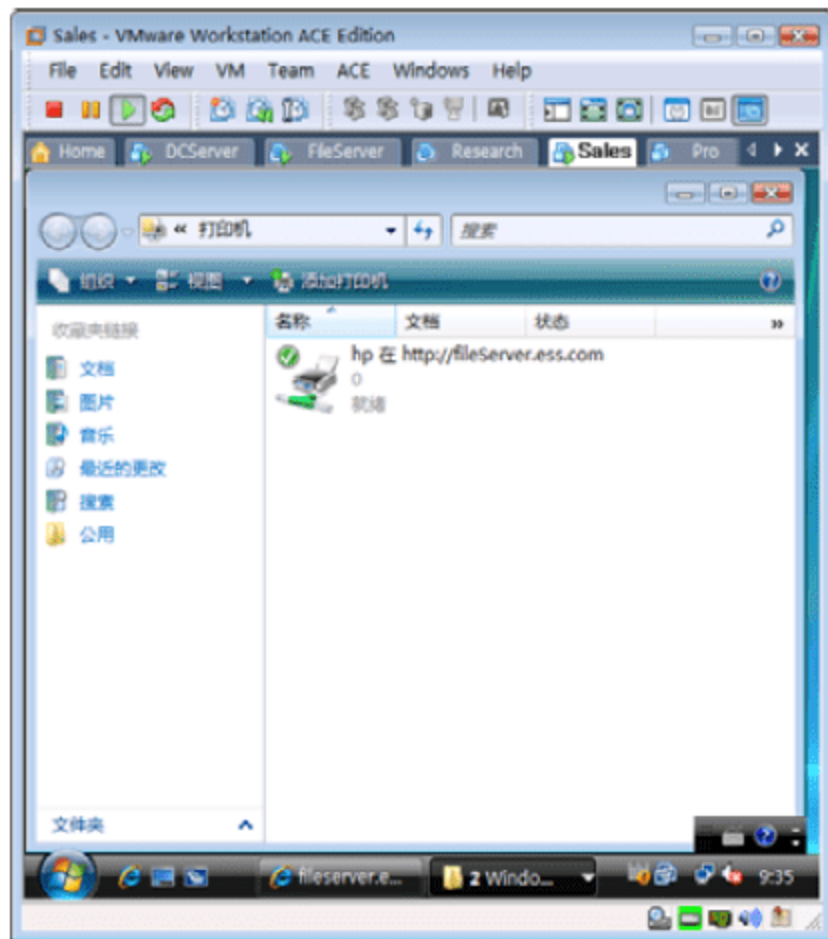 Sales - VMware Workstation ACE Edition
File Edit View VM Team ACE Windows Help
Home DCServer FileServer Research Sales Pro
« 打印机 搜索
组织 视图 添加打印机
收藏夹链接
名称 文档 状态 »
hp 在 http://fileServer.ess.com
0
就绪
文档
图片
音乐
最近的更改
搜索
公用
文件夹
fileserver.e... 2 Windo... 9:35